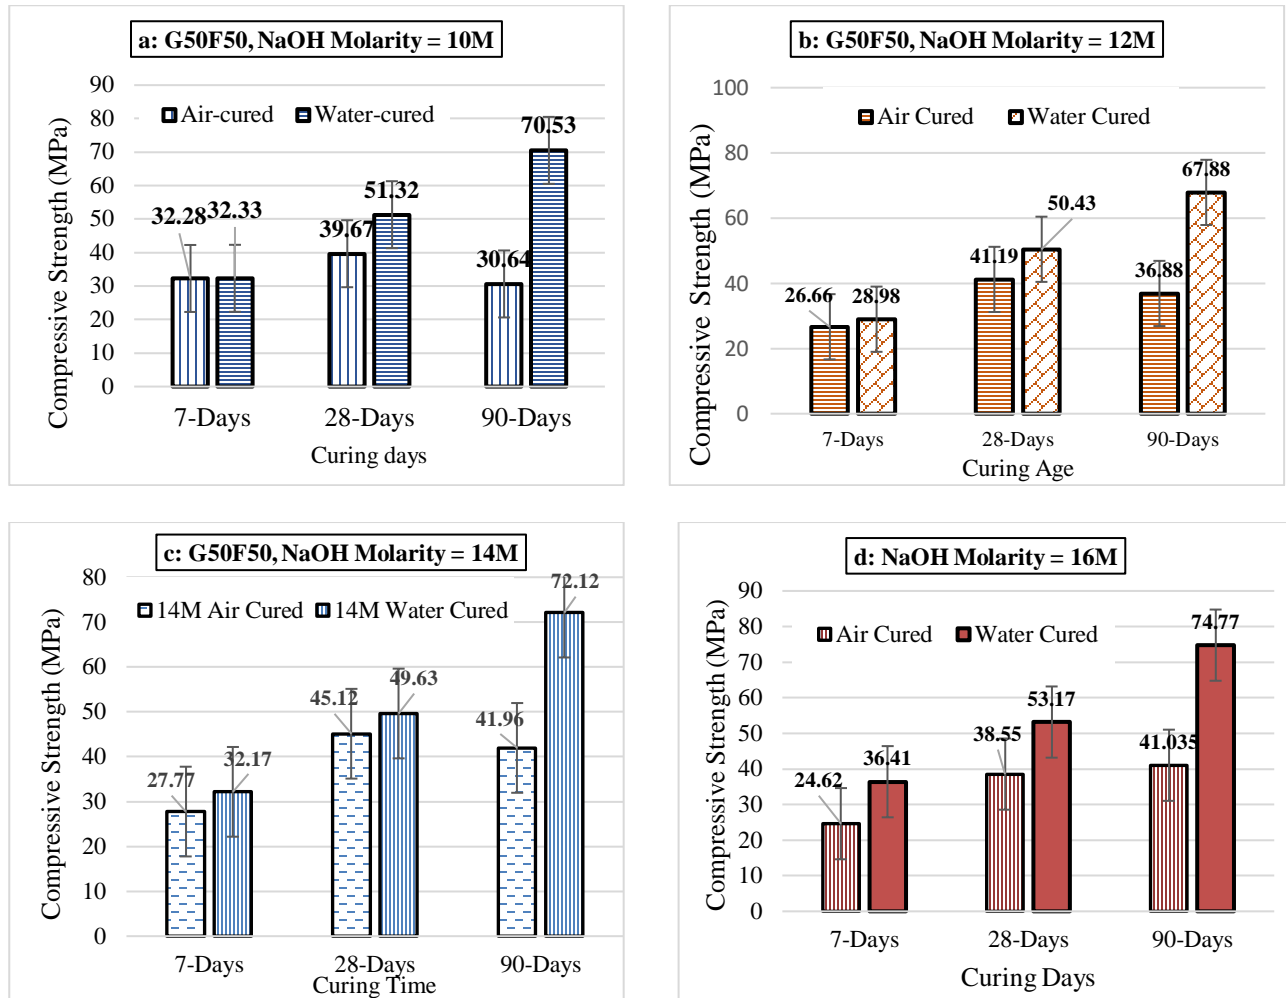 a: G50F50, NaOH Molarity = 10M
Compressive Strength (MPa)
90
80
70
60
50
40
30
20
10
0
Air-cured Water-cured
32.28 32.33
39.67 51.32
30.64 70.53
7-Days 28-Days 90-Days
Curing days
b: G50F50, NaOH Molarity = 12M
Compressive Strength (MPa)
100
80
60
40
20
0
Air Cured Water Cured
26.66 28.98
41.19 50.43
36.88 67.88
7-Days 28-Days 90-Days
Curing Age
c: G50F50, NaOH Molarity = 14M
Compressive Strength (MPa)
80
70
60
50
40
30
20
10
0
14M Air Cured 14M Water Cured
27.77 32.17
45.12 49.63
41.96 72.12
7-Days 28-Days 90-Days
Curing Time
d: NaOH Molarity = 16M
Compressive Strength (MPa)
90
80
70
60
50
40
30
20
10
0
Air Cured Water Cured
24.62 36.41
38.55 53.17
41.035 74.77
7-Days 28-Days 90-Days
Curing Days